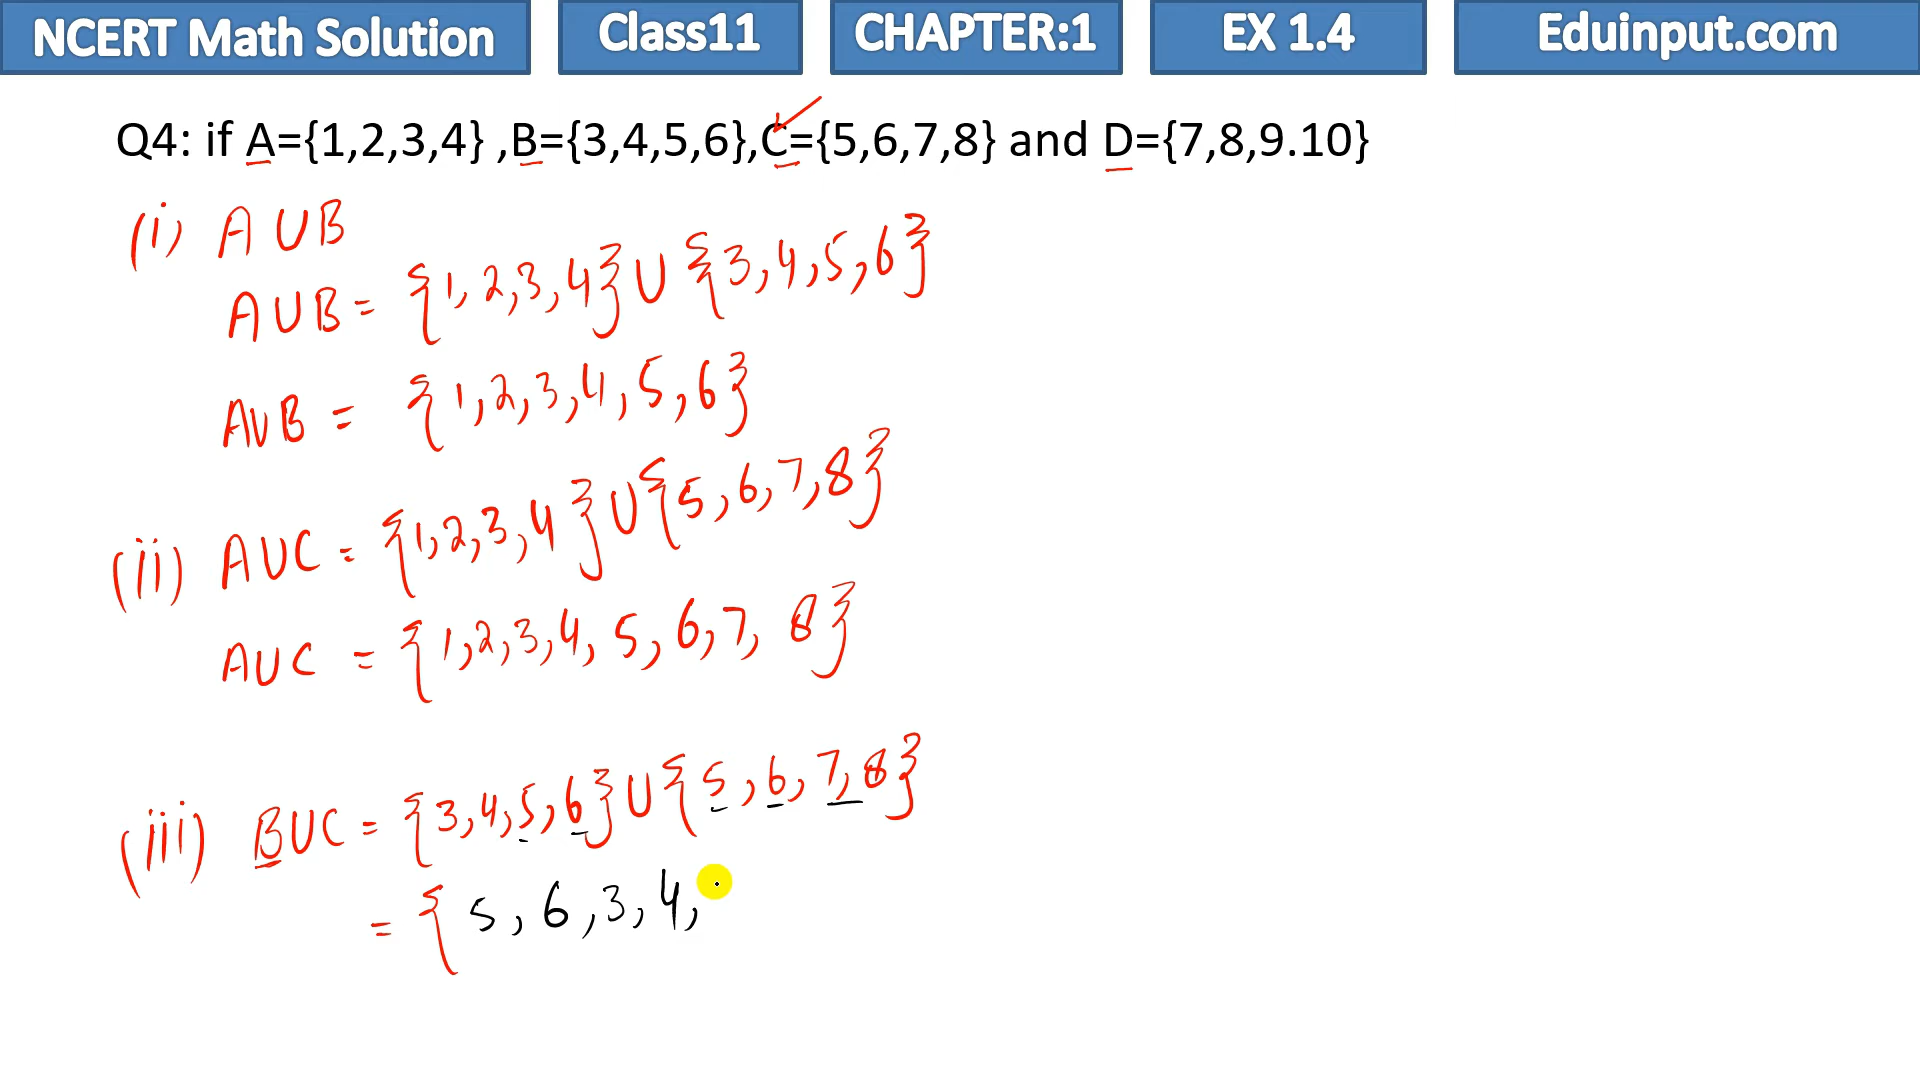 NCERT Math Solution Class11 CHAPTER:1 EX 1.4 Eduinput.com
Q4: if A={1,2,3,4} ,B={3,4,5,6},C={5,6,7,8} and D={7,8,9.10}
(i) A ∪ B
A ∪ B = {1,2,3,4} ∪ {3,4,5,6}
A∪B = {1,2,3,4,5,6}
(ii) A∪C = {1,2,3,4} ∪ {5,6,7,8}
A∪C = {1,2,3,4,5,6,7,8}
(iii) B∪C = {3,4,5,6} ∪ {5,6,7,8}
= { 5, 6, 3, 4,